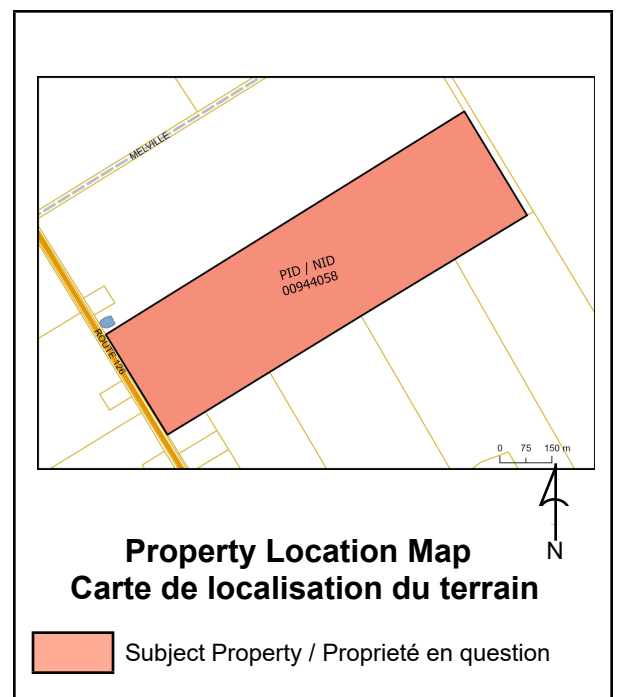 MELVILLE
PID / NID
00944058
ROUTE 126
0 75 150 m
N
Property Location Map
Carte de localisation du terrain
Subject Property / Proprieté en question